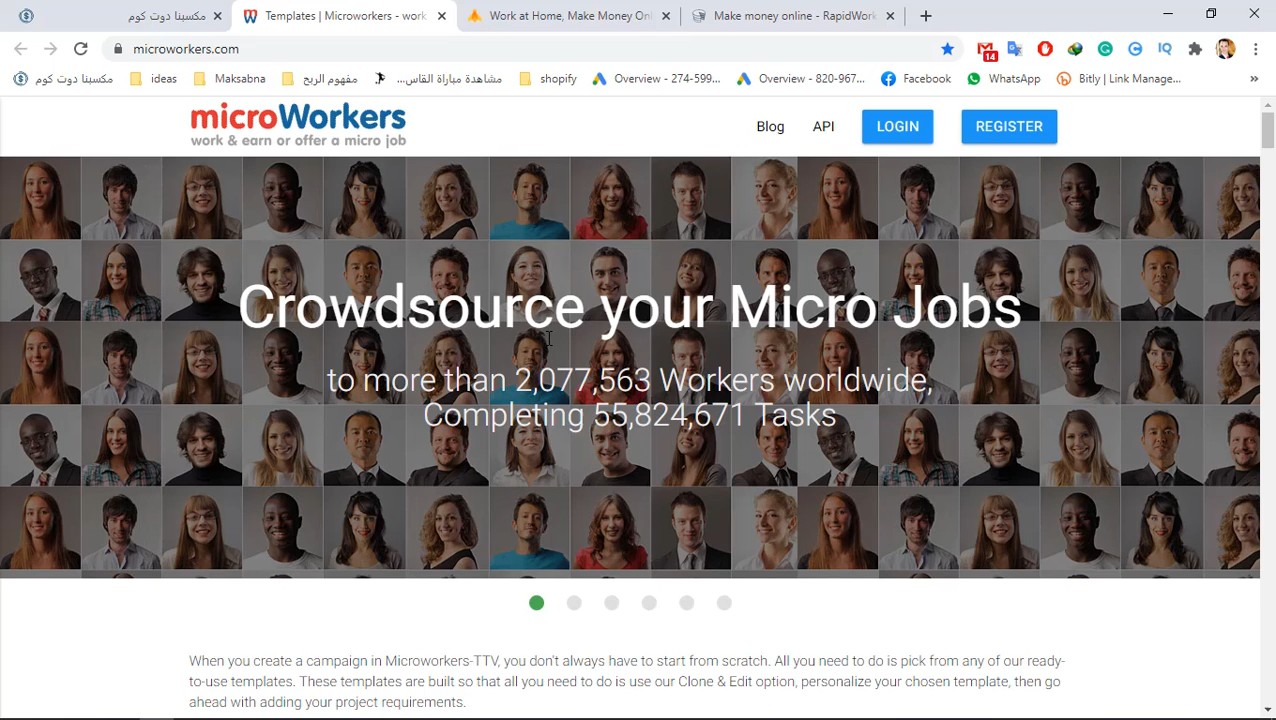 مكسبنا دوت كوم
Templates | Microworkers - work
Work at Home, Make Money Onl
Make money online - RapidWork
microworkers.com
14
مكسبنا دوت كوم
ideas
Maksabna
مفهوم الربح
مشاهدة مباراة القاس...
shopify
Overview - 274-599...
Overview - 820-967...
Facebook
WhatsApp
Bitly | Link Manage...
»
microWorkers
work & earn or offer a micro job
Blog
API
LOGIN
REGISTER
Crowdsource your Micro Jobs
to more than 2,077,563 Workers worldwide,
Completing 55,824,671 Tasks
When you create a campaign in Microworkers-TTV, you don't always have to start from scratch. All you need to do is pick from any of our ready-
to-use templates. These templates are built so that all you need to do is use our Clone & Edit option, personalize your chosen template, then go
ahead with adding your project requirements.